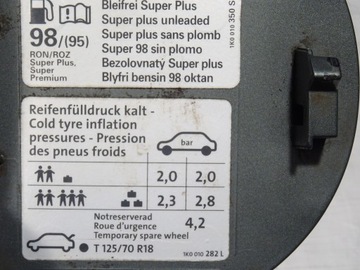 Bleifrei Super Plus
Super plus unleaded
Super plus sans plomb
Super 98 sin plomo
Bezolovnatý Super plus
Blyfri bensin 98 oktan
98/(95)
RON/ROZ
Super Plus,
Super
Premium
1K0 010 350 S
Reifenfülldruck kalt -
Cold tyre inflation
pressures - Pression
des pneus froids
bar
2,0 2,0
2,3 2,8
Notreserverad
Roue d'urgence
Temporary spare wheel
4,2
T 125/70 R18
1K0 010 282 L